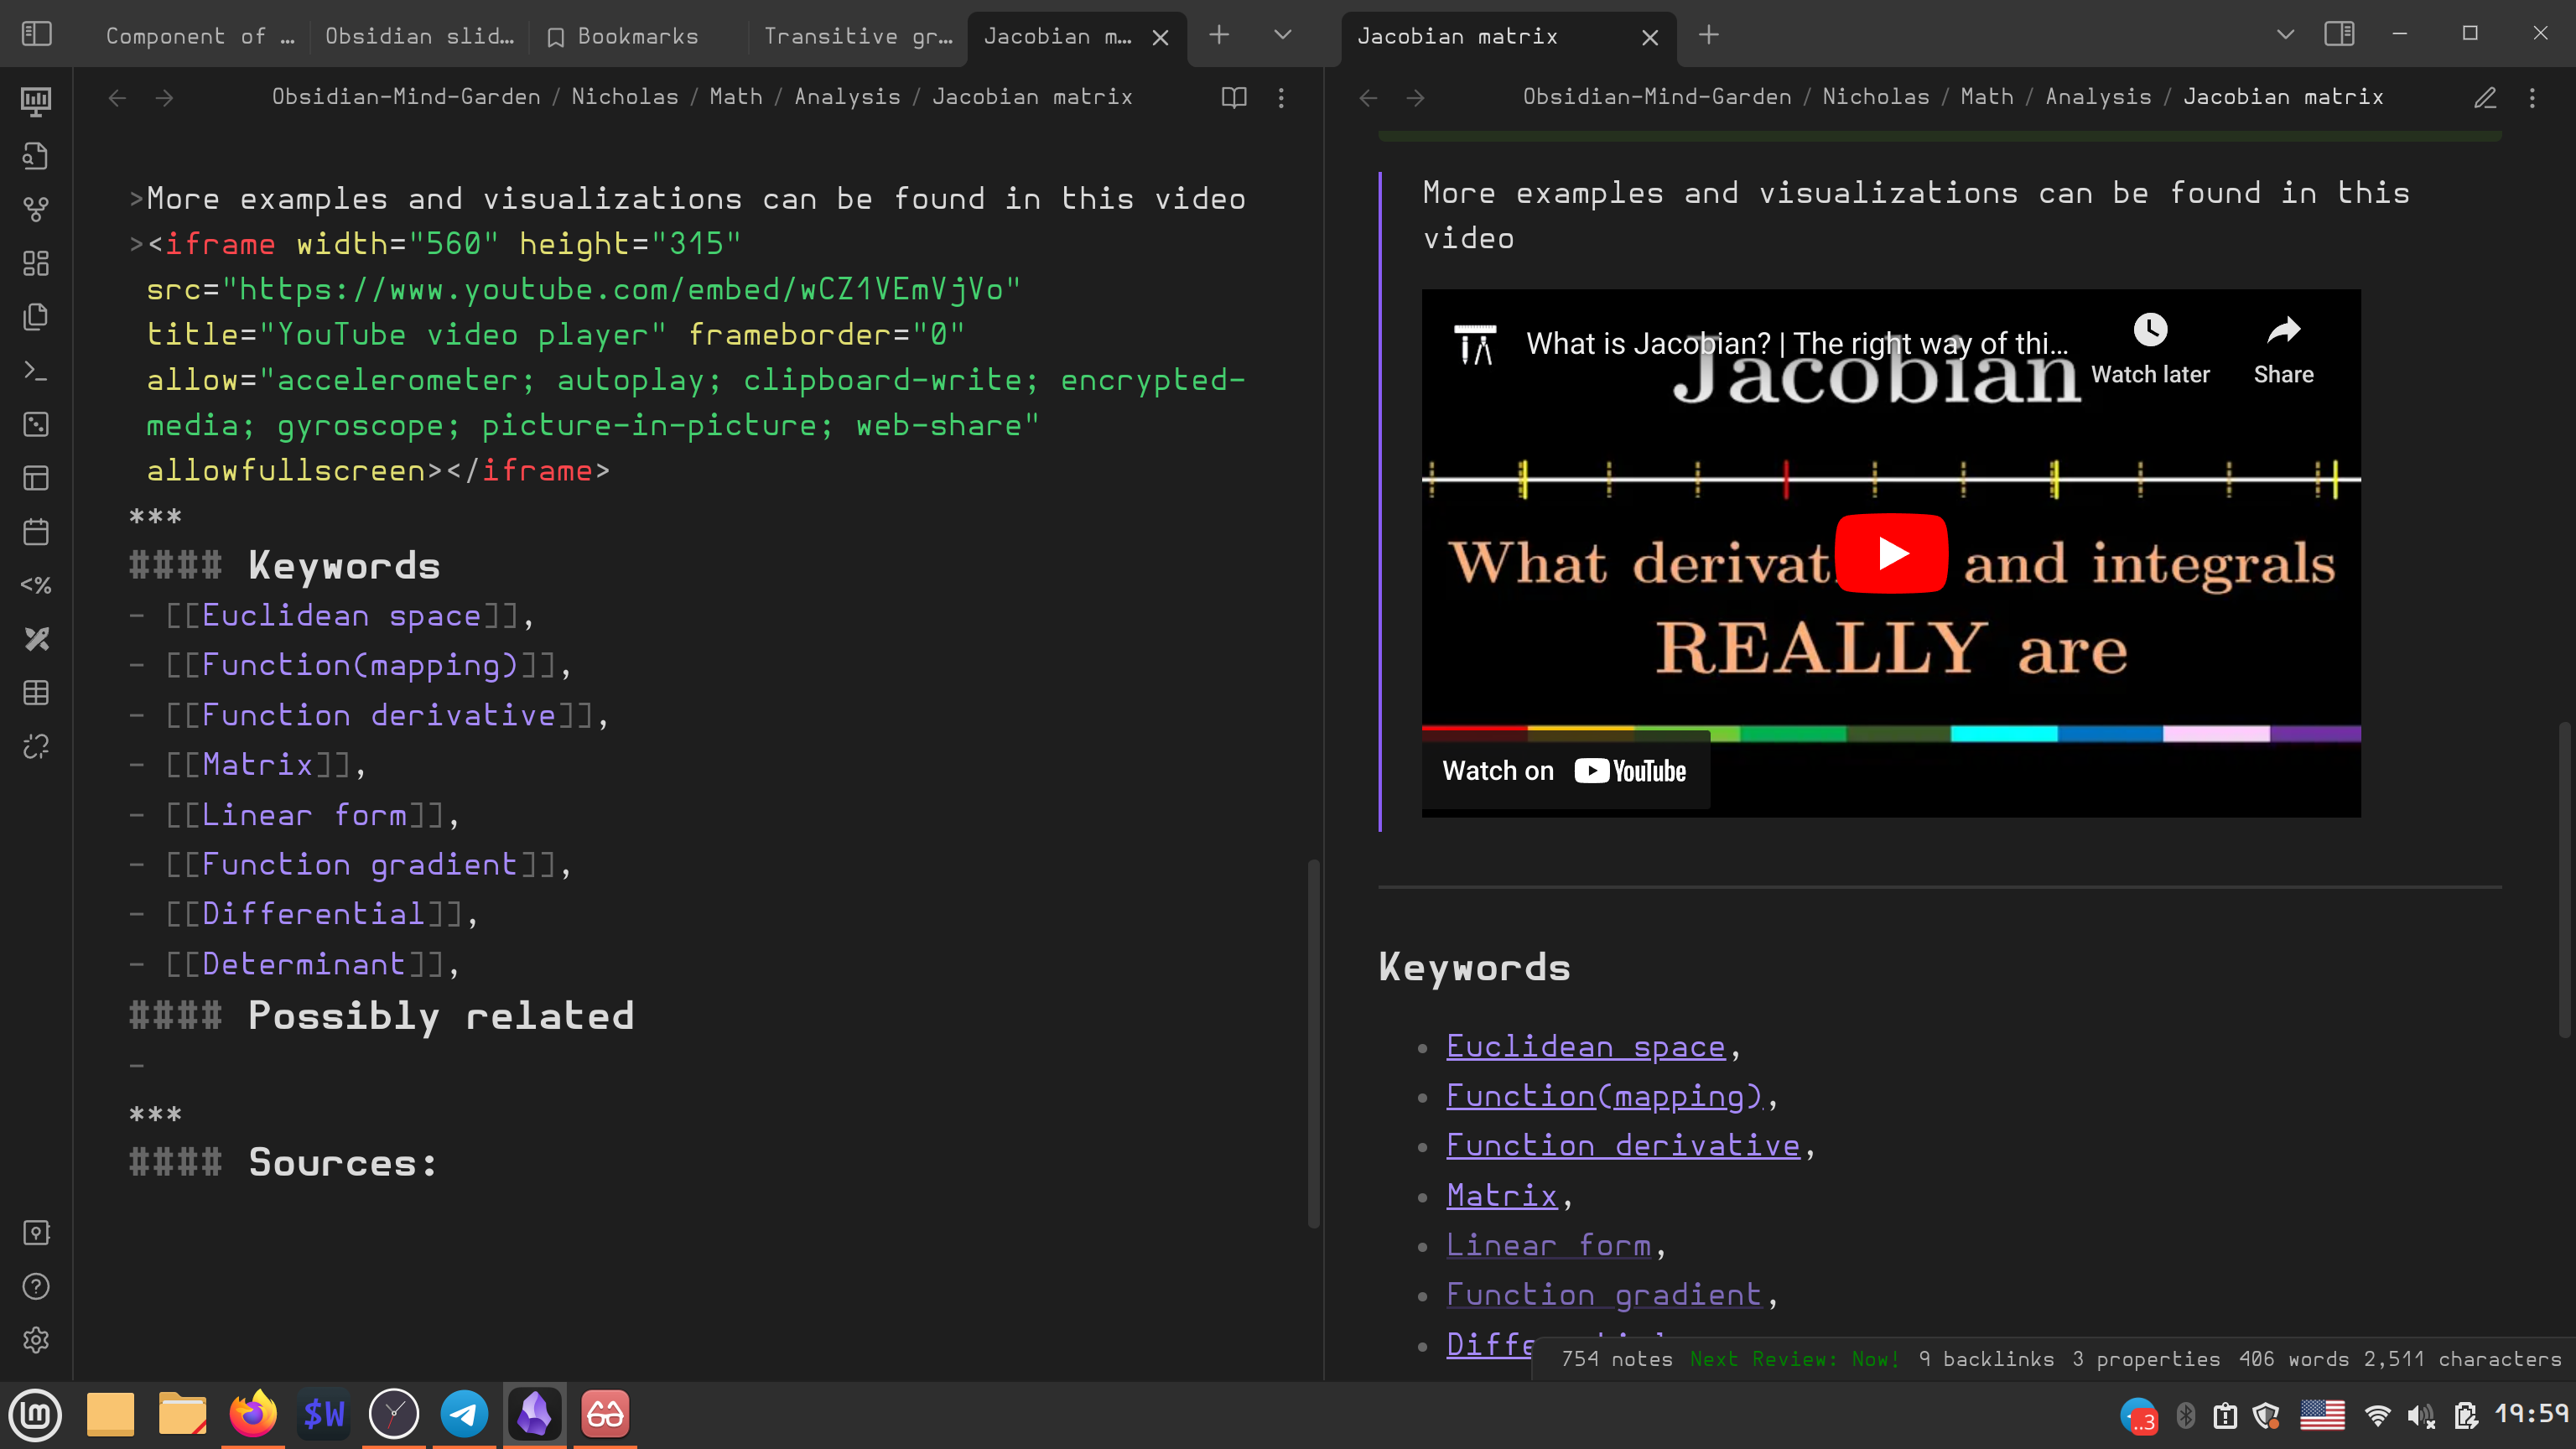 Component of ...
Obsidian slid...
Bookmarks
Transitive gr...
Jacobian m...
Jacobian matrix
Obsidian-Mind-Garden / Nicholas / Math / Analysis / Jacobian matrix
>More examples and visualizations can be found in this video
><iframe width="560" height="315"
src="https://www.youtube.com/embed/wCZ1VEmVjVo"
title="YouTube video player" frameborder="0"
allow="accelerometer; autoplay; clipboard-write; encrypted-
media; gyroscope; picture-in-picture; web-share"
allowfullscreen></iframe>
***
#### Keywords
- [[Euclidean space]],
- [[Function(mapping)]],
- [[Function derivative]],
- [[Matrix]],
- [[Linear form]],
- [[Function gradient]],
- [[Differential]],
- [[Determinant]],
#### Possibly related
-
***
#### Sources:
Obsidian-Mind-Garden / Nicholas / Math / Analysis / Jacobian matrix
More examples and visualizations can be found in this
video
What is Jacobian? | The right way of thi...
Watch later
Share
Jacobian
What derivat and integrals
REALLY are
Watch on YouTube
Keywords
Euclidean space,
Function(mapping),
Function derivative,
Matrix,
Linear form,
Function gradient,
754 notes Next Review: Now! 9 backlinks 3 properties 406 words 2,511 characters
<%
$W
..3
19:59